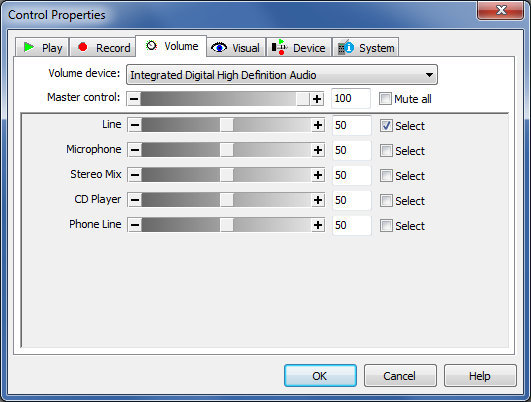 Control Properties
Play Record Volume Visual Device System
Volume device: Integrated Digital High Definition Audio
Master control: 100 Mute all
Line 50 Select
Microphone 50 Select
Stereo Mix 50 Select
CD Player 50 Select
Phone Line 50 Select
OK Cancel Help